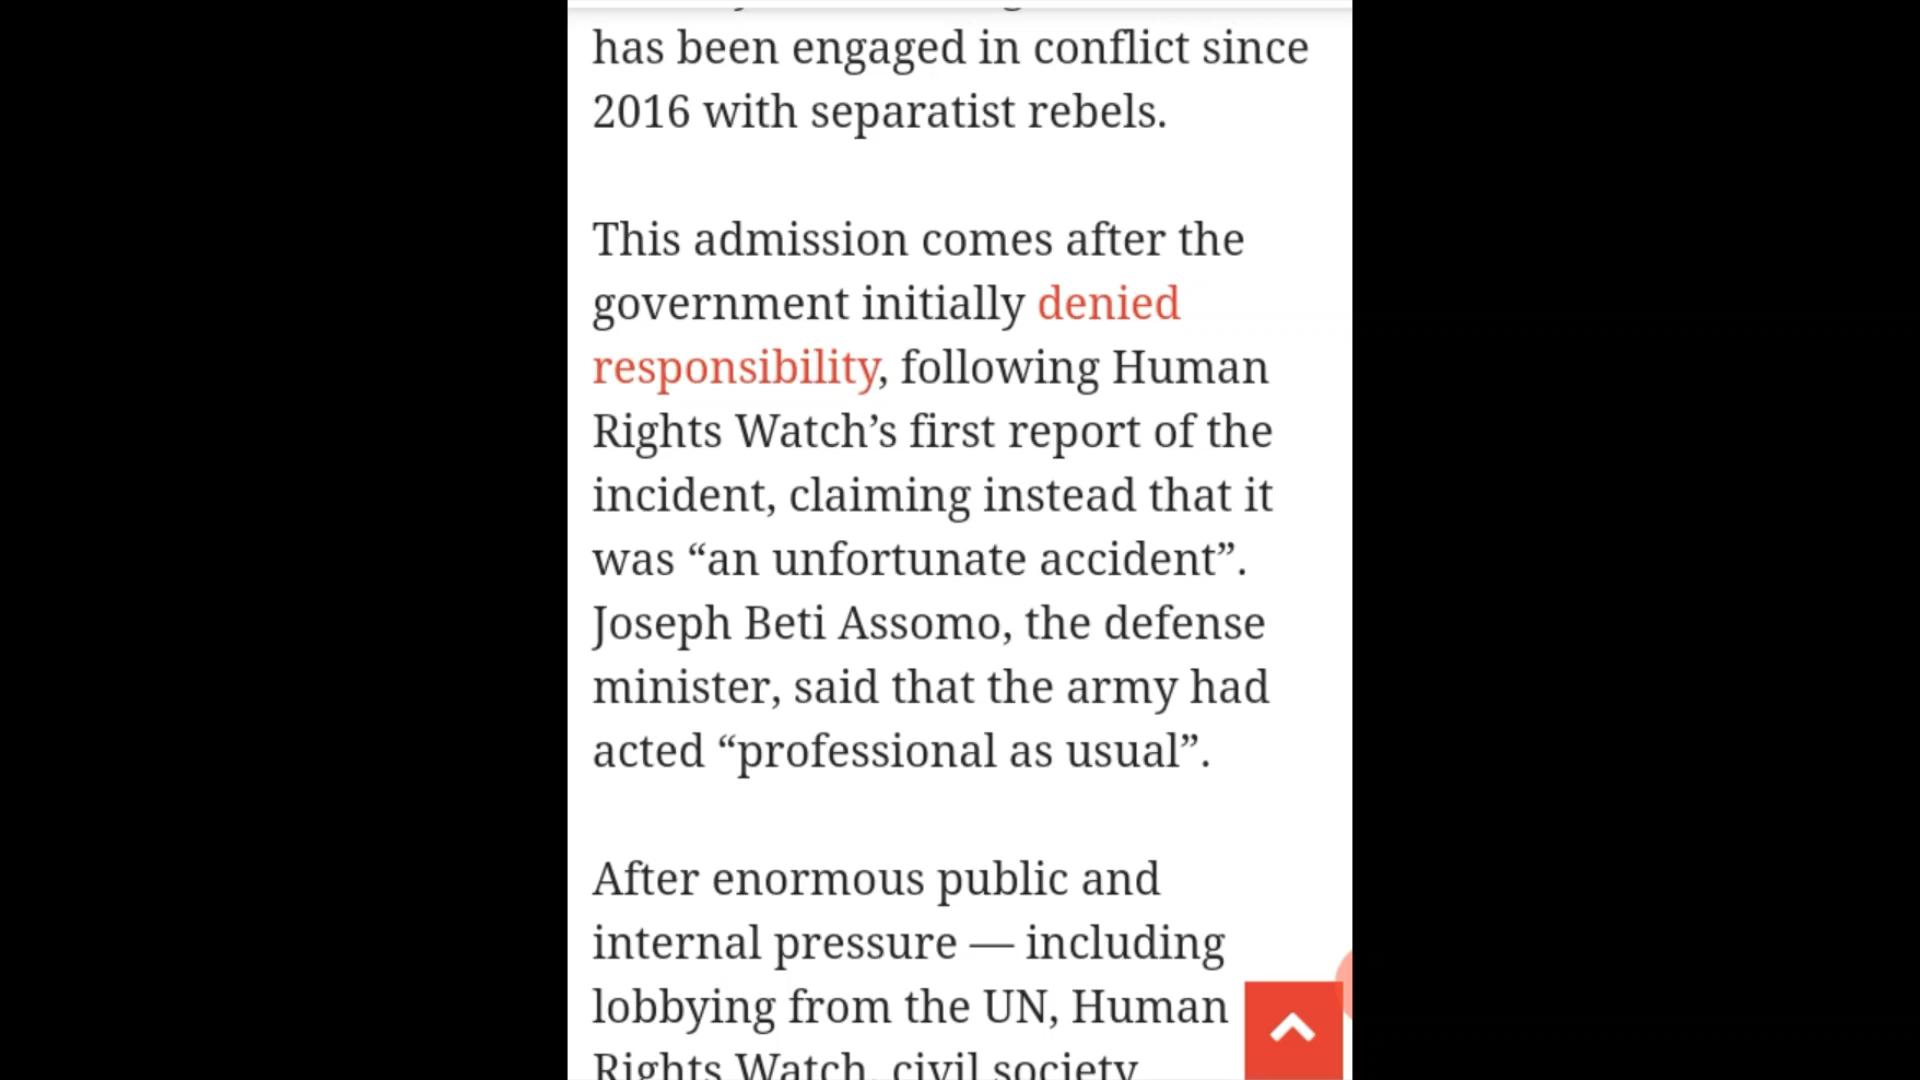 has been engaged in conflict since
2016 with separatist rebels.
This admission comes after the
government initially denied
responsibility, following Human
Rights Watch’s first report of the
incident, claiming instead that it
was “an unfortunate accident”.
Joseph Beti Assomo, the defense
minister, said that the army had
acted “professional as usual”.
After enormous public and
internal pressure — including
lobbying from the UN, Human
Rights Watch, civil society